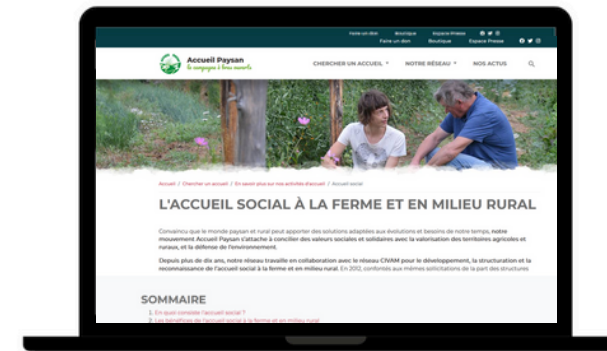 Faire un don Boutique Espace Presse
Faire un don Boutique Espace Presse
Accueil Paysan
la campagne à bras ouverts
CHERCHER UN ACCUEIL NOTRE RÉSEAU NOS ACTUS
Accueil / Chercher un accueil / En savoir plus sur nos activités d'accueil / Accueil social
L'ACCUEIL SOCIAL À LA FERME ET EN MILIEU RURAL
Convaincu que le monde paysan et rural peut apporter des solutions adaptées aux évolutions et besoins de notre temps, notre
mouvement Accueil Paysan s'attache à concilier des valeurs sociales et solidaires avec la valorisation des territoires agricoles et
ruraux, et la défense de l'environnement.
Depuis plus de dix ans, notre réseau travaille en collaboration avec le réseau CIVAM pour le développement, la structuration et la
reconnaissance de l'accueil social à la ferme et en milieu rural. En 2012, confentés aux mêmes sollicitations de la part des structures
SOMMAIRE
1. En quoi consiste l'accueil social ?
2. Les bénéfices de l'accueil social à la ferme et en milieu rural